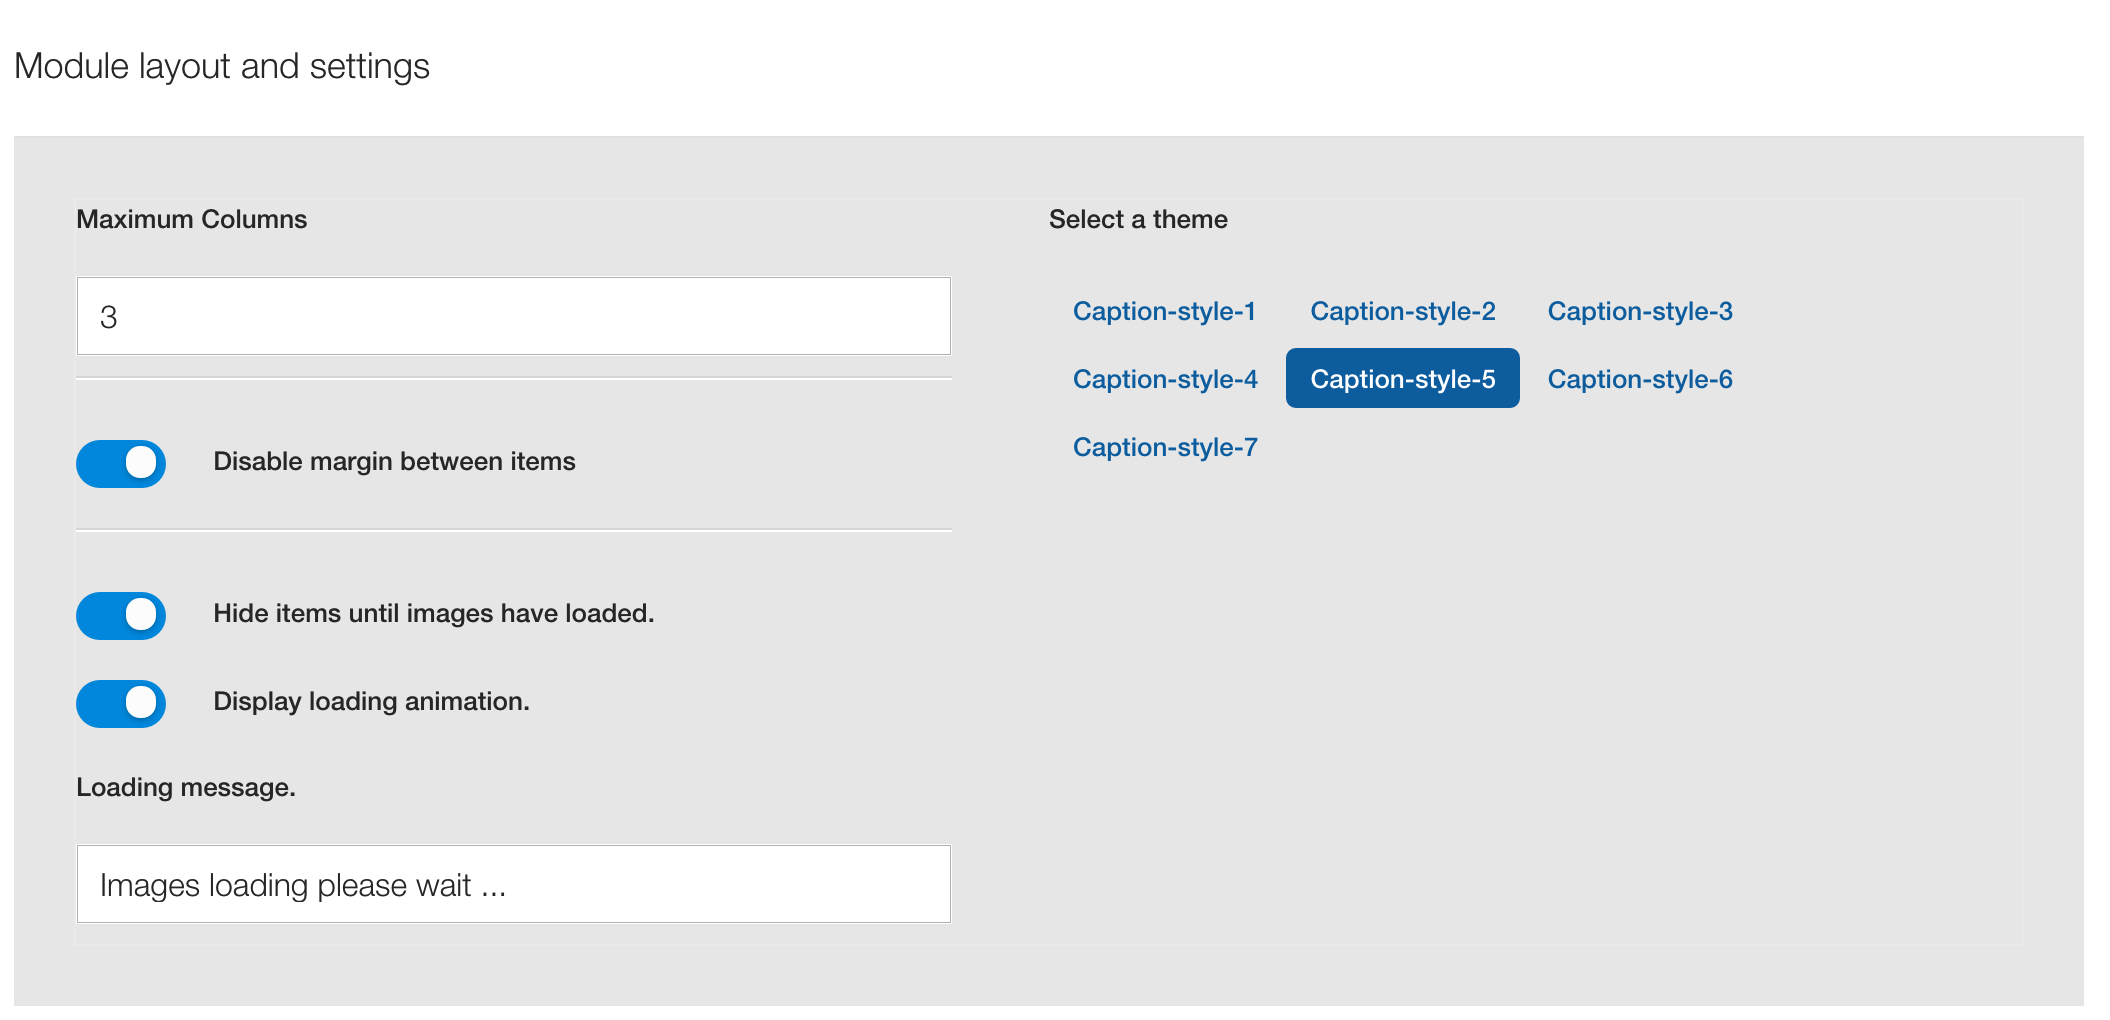 Module layout and settings
Maximum Columns
3
Disable margin between items
Hide items until images have loaded.
Display loading animation.
Loading message.
Images loading please wait ...
Select a theme
Caption-style-1 Caption-style-2 Caption-style-3
Caption-style-4 Caption-style-5 Caption-style-6
Caption-style-7